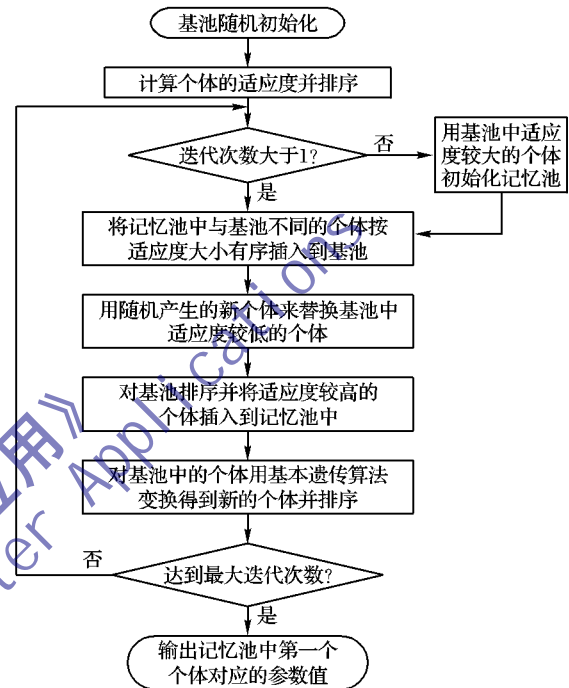 基池随机初始化
计算个体的适应度并排序
迭代次数大于1?
否
用基池中适应
度较大的个体
初始化记忆池
是
将记忆池中与基池不同的个体按
适应度大小有序插入到基池
用随机产生的新个体来替换基池中
适应度较低的个体
对基池排序并将适应度较高的
个体插入到记忆池中
对基池中的个体用基本遗传算法
变换得到新的个体并排序
否
达到最大迭代次数?
是
输出记忆池中第一个
个体对应的参数值
应用》
ter Applications